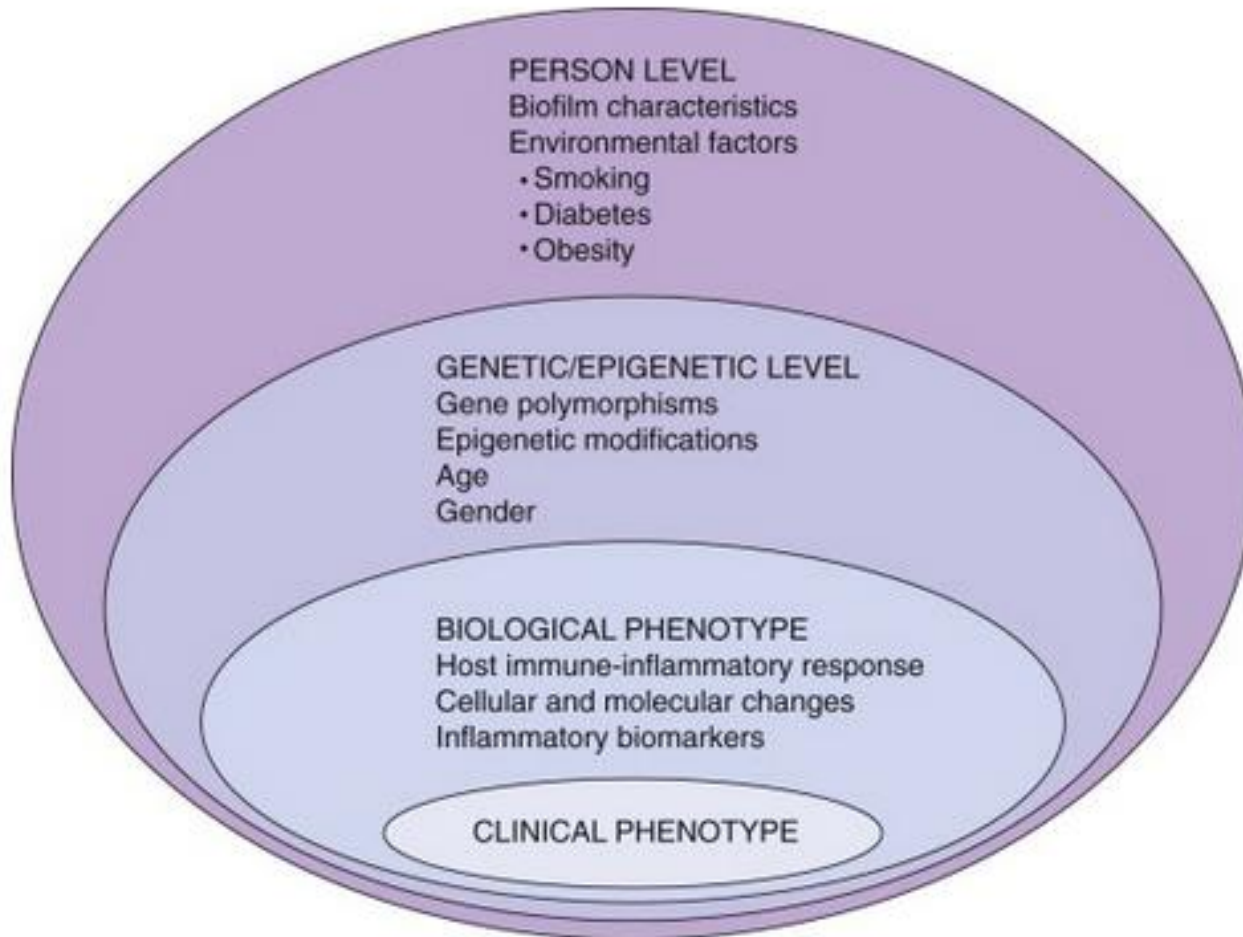 PERSON LEVEL
Biofilm characteristics
Environmental factors
• Smoking
• Diabetes
• Obesity
GENETIC/EPIGENETIC LEVEL
Gene polymorphisms
Epigenetic modifications
Age
Gender
BIOLOGICAL PHENOTYPE
Host immune-inflammatory response
Cellular and molecular changes
Inflammatory biomarkers
CLINICAL PHENOTYPE